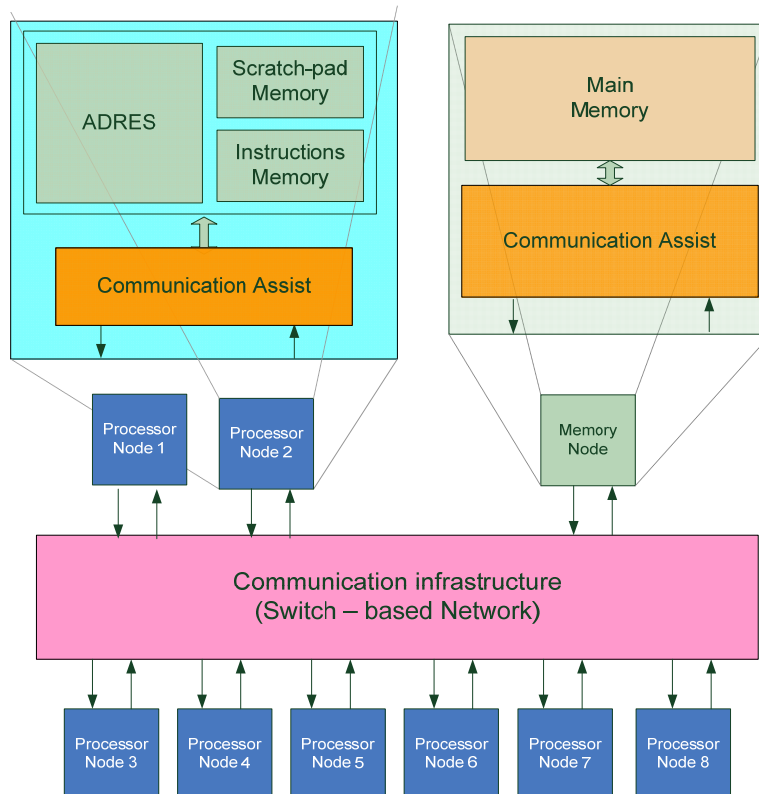 ADRES
Scratch-pad
Memory
Instructions
Memory
Communication Assist
Main
Memory
Communication Assist
Processor
Node 1
Processor
Node 2
Memory
Node
Communication infrastructure
(Switch – based Network)
Processor
Node 3
Processor
Node 4
Processor
Node 5
Processor
Node 6
Processor
Node 7
Processor
Node 8